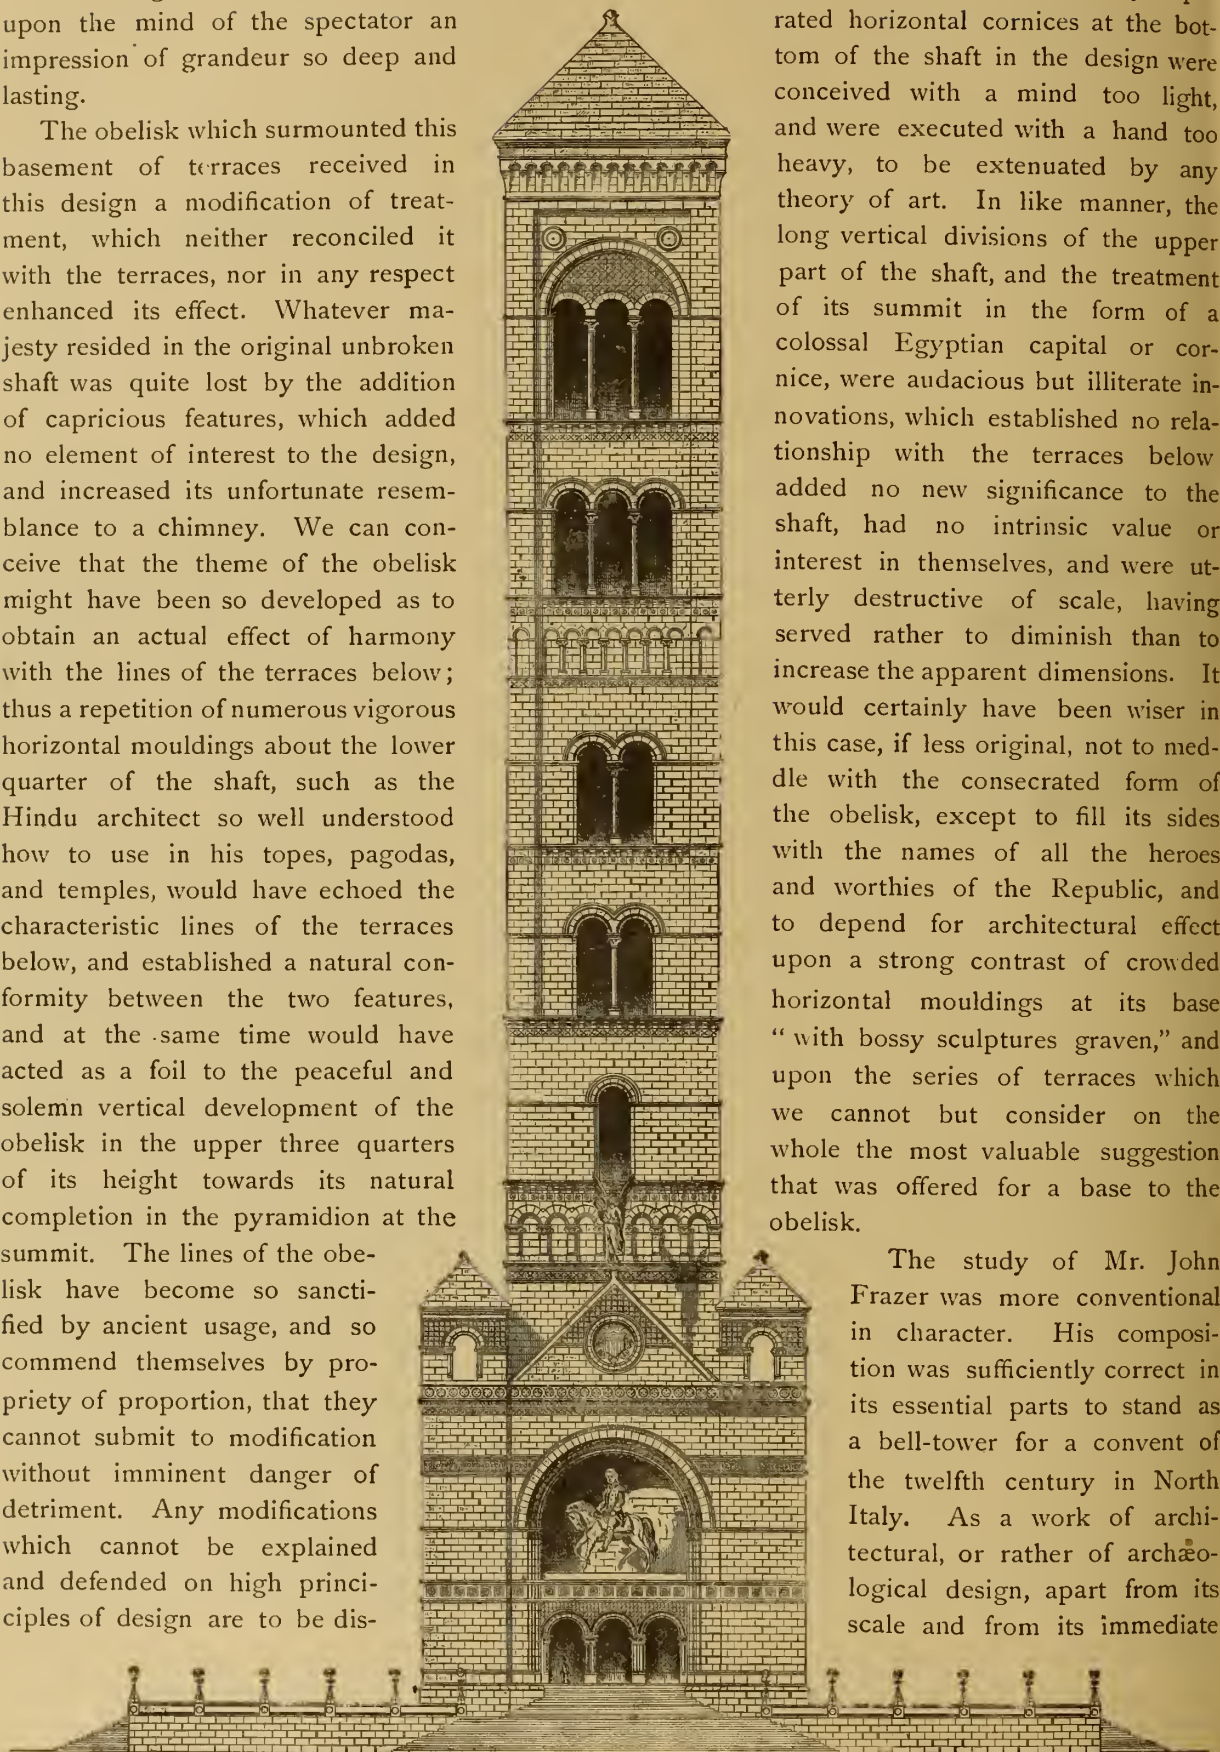 upon the mind of the spectator an
impression of grandeur so deep and
lasting.
The obelisk which surmounted this
basement of terraces received in
this design a modification of treat-
ment, which neither reconciled it
with the terraces, nor in any respect
enhanced its effect. Whatever ma-
jesty resided in the original unbroken
shaft was quite lost by the addition
of capricious features, which added
no element of interest to the design,
and increased its unfortunate resem-
blance to a chimney. We can con-
ceive that the theme of the obelisk
might have been so developed as to
obtain an actual effect of harmony
with the lines of the terraces below;
thus a repetition of numerous vigorous
horizontal mouldings about the lower
quarter of the shaft, such as the
Hindu architect so well understood
how to use in his topes, pagodas,
and temples, would have echoed the
characteristic lines of the terraces
below, and established a natural con-
formity between the two features,
and at the same time would have
acted as a foil to the peaceful and
solemn vertical development of the
obelisk in the upper three quarters
of its height towards its natural
completion in the pyramidion at the
summit. The lines of the obe-
lisk have become so sancti-
fied by ancient usage, and so
commend themselves by pro-
priety of proportion, that they
cannot submit to modification
without imminent danger of
detriment. Any modifications
which cannot be explained
and defended on high princi-
ciples of design are to be dis-
rated horizontal cornices at the bot-
tom of the shaft in the design were
conceived with a mind too light,
and were executed with a hand too
heavy, to be extenuated by any
theory of art. In like manner, the
long vertical divisions of the upper
part of the shaft, and the treatment
of its summit in the form of a
colossal Egyptian capital or cor-
nice, were audacious but illiterate in-
novations, which established no rela-
tionship with the terraces below
added no new significance to the
shaft, had no intrinsic value or
interest in themselves, and were ut-
terly destructive of scale, having
served rather to diminish than to
increase the apparent dimensions. It
would certainly have been wiser in
this case, if less original, not to med-
dle with the consecrated form of
the obelisk, except to fill its sides
with the names of all the heroes
and worthies of the Republic, and
to depend for architectural effect
upon a strong contrast of crowded
horizontal mouldings at its base
“ with bossy sculptures graven,” and
upon the series of terraces which
we cannot but consider on the
whole the most valuable suggestion
that was offered for a base to the
obelisk.
The study of Mr. John
Frazer was more conventional
in character. His composi-
tion was sufficiently correct in
its essential parts to stand as
a bell-tower for a convent of
the twelfth century in North
Italy. As a work of archi-
tectural, or rather of archæo-
logical design, apart from its
scale and from its immediate